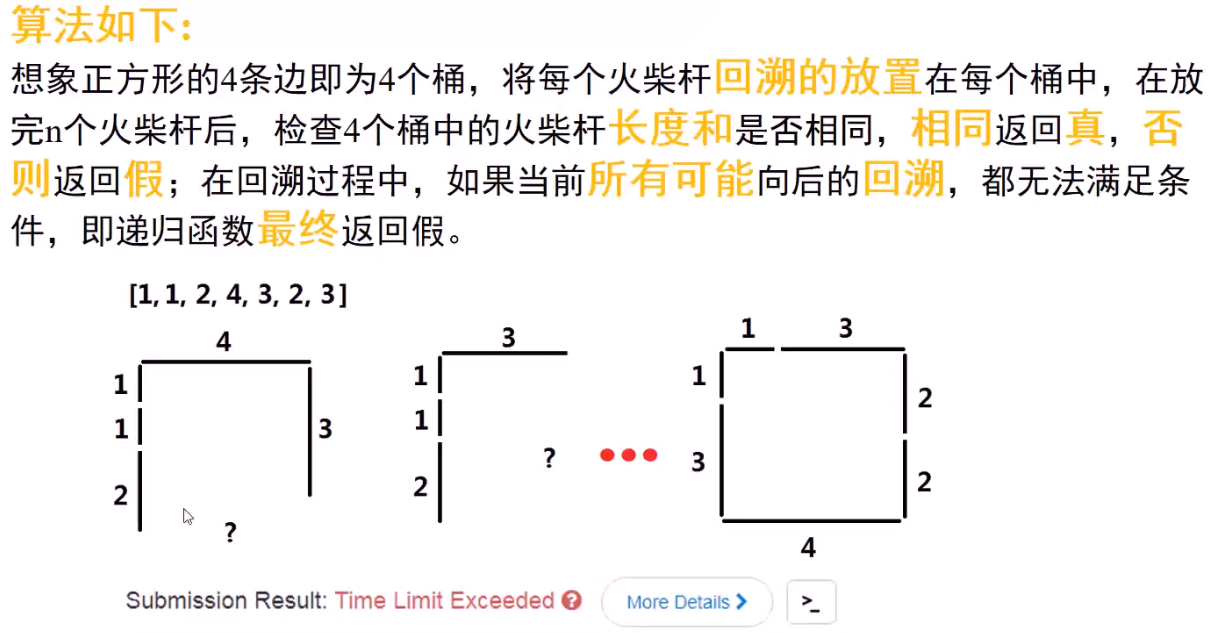 算法如下:
想象正方形的4条边即为4个桶，将每个火柴杆回溯的放置在每个桶中，在放
完n个火柴杆后，检查4个桶中的火柴杆长度和是否相同，相同返回真，否
则返回假；在回溯过程中，如果当前所有可能向后的回溯，都无法满足条
件，即递归函数最终返回假。
[1, 1, 2, 4, 3, 2, 3]
4
1
1
3
2
?
3
1
1
?
2
1 3
1
2
3
2
4
Submission Result: Time Limit Exceeded ?
More Details >
>_